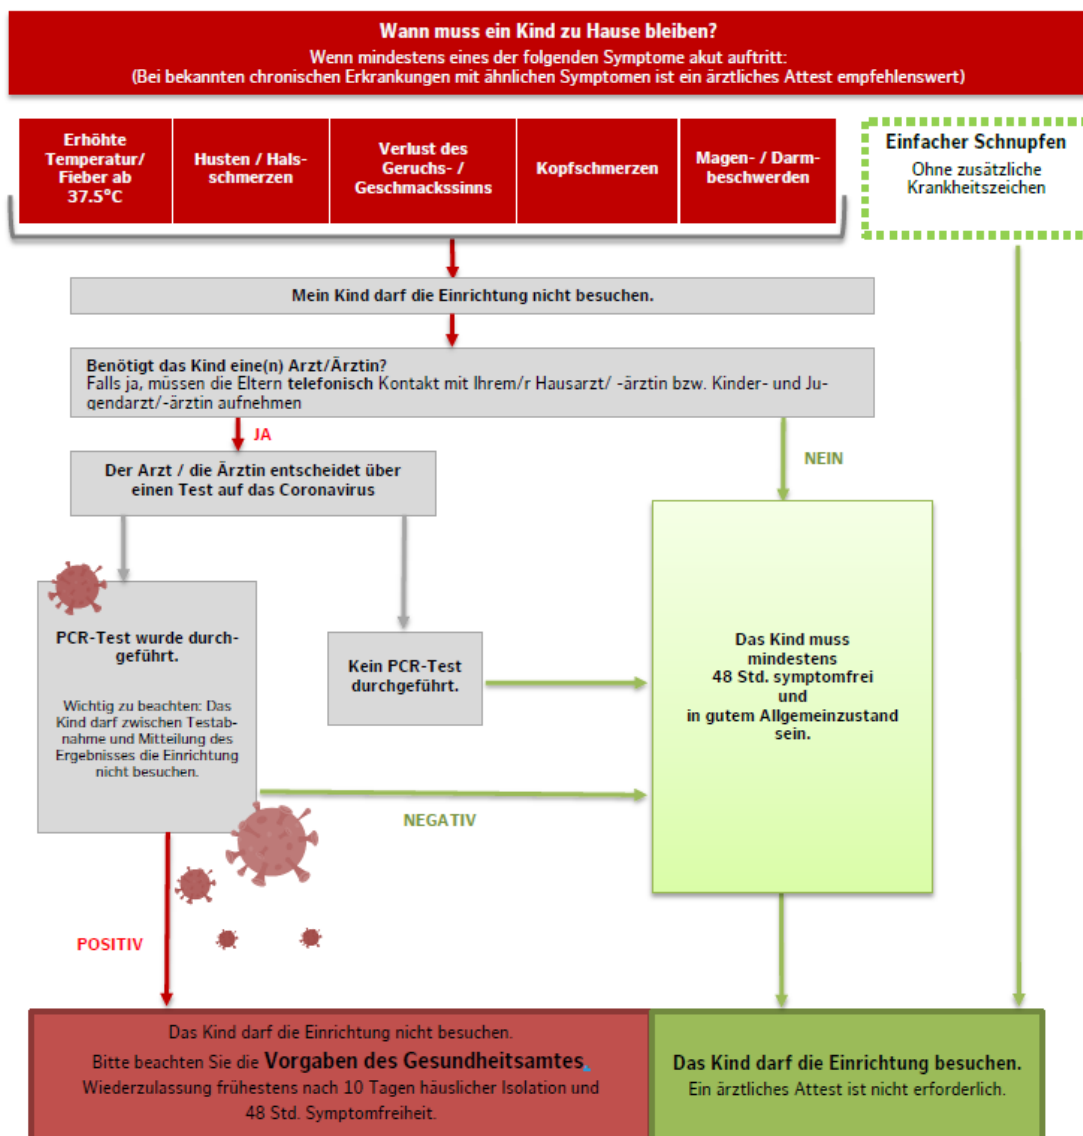 Wann muss ein Kind zu Hause bleiben?
Wenn mindestens eines der folgenden Symptome akut auftritt:
(Bei bekannten chronischen Erkrankungen mit ähnlichen Symptomen ist ein ärztliches Attest empfehlenswert)
Erhöhte
Temperatur/
Fieber ab
37.5°C
Husten / Hals-
schmerzen
Verlust des
Geruchs- /
Geschmackssinns
Kopfschmerzen
Magen- / Darm-
beschwerden
Einfacher Schnupfen
Ohne zusätzliche
Krankheitszeichen
Mein Kind darf die Einrichtung nicht besuchen.
Benötigt das Kind eine(n) Arzt/Ärztin?
Falls ja, müssen die Eltern telefonisch Kontakt mit Ihrem/r Hausarzt/ -ärztin bzw. Kinder- und Ju-
gendarzt/-ärztin aufnehmen
JA
NEIN
Der Arzt / die Ärztin entscheidet über
einen Test auf das Coronavirus
PCR-Test wurde durch-
geführt.
Wichtig zu beachten: Das
Kind darf zwischen Testab-
nahme und Mitteilung des
Ergebnisses die Einrichtung
nicht besuchen.
Kein PCR-Test
durchgeführt.
Das Kind muss
mindestens
48 Std. symptomfrei
und
in gutem Allgemeinzustand
sein.
NEGATIV
POSITIV
Das Kind darf die Einrichtung nicht besuchen.
Bitte beachten Sie die Vorgaben des Gesundheitsamtes.
Wiederzulassung frühestens nach 10 Tagen häuslicher Isolation und
48 Std. Symptomfreiheit.
Das Kind darf die Einrichtung besuchen.
Ein ärztliches Attest ist nicht erforderlich.